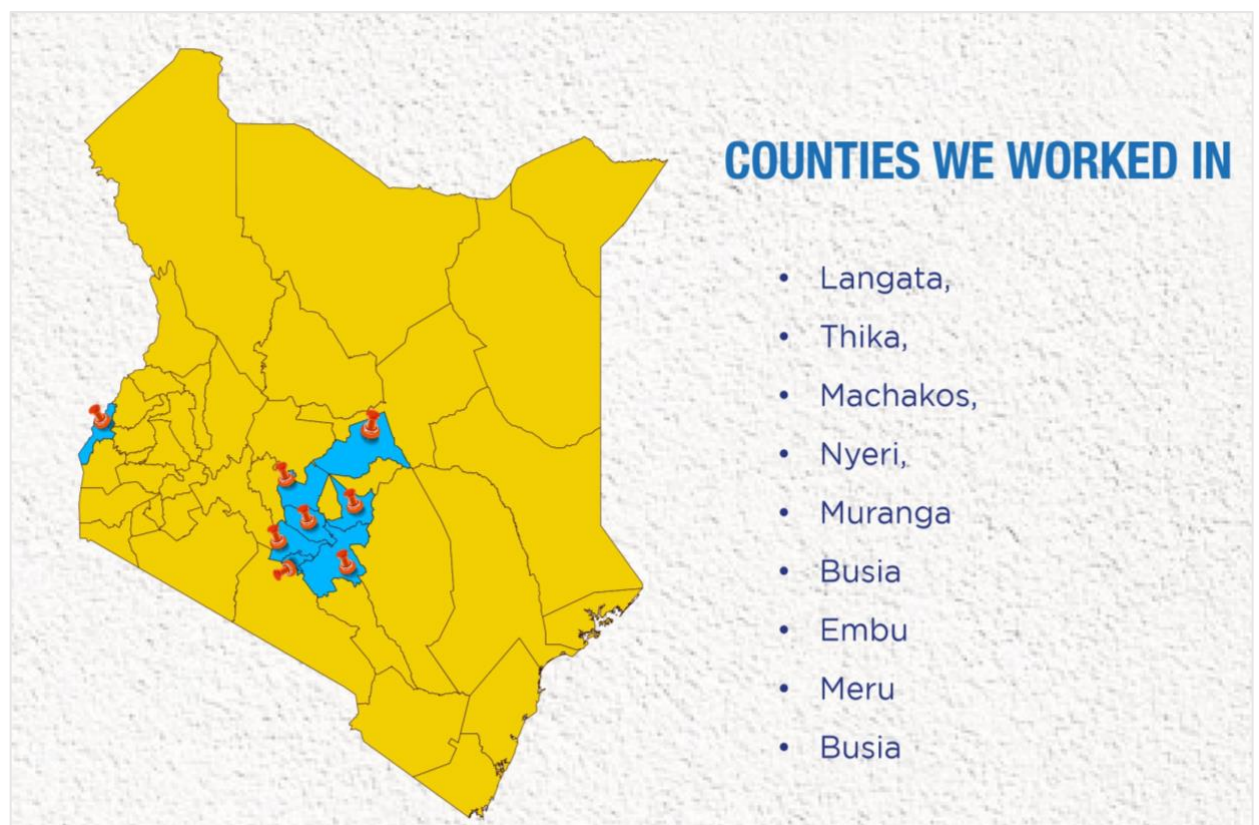 COUNTIES WE WORKED IN
• Langata,
• Thika,
• Machakos,
• Nyeri,
• Muranga
• Busia
• Embu
• Meru
• Busia